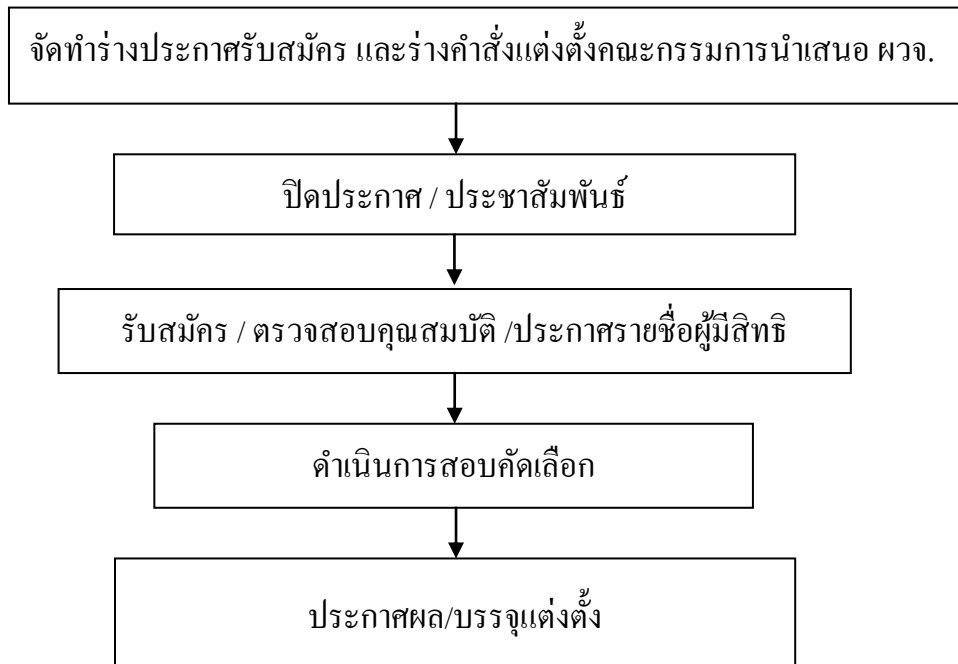 จัดทำร่างประกาศรับสมัคร และร่างคำสั่งแต่งตั้งคณะกรรมการนำเสนอ ผวจ.
ปิดประกาศ / ประชาสัมพันธ์
รับสมัคร / ตรวจสอบคุณสมบัติ /ประกาศรายชื่อผู้มีสิทธิ
ดำเนินการสอบคัดเลือก
ประกาศผล/บรรจุแต่งตั้ง